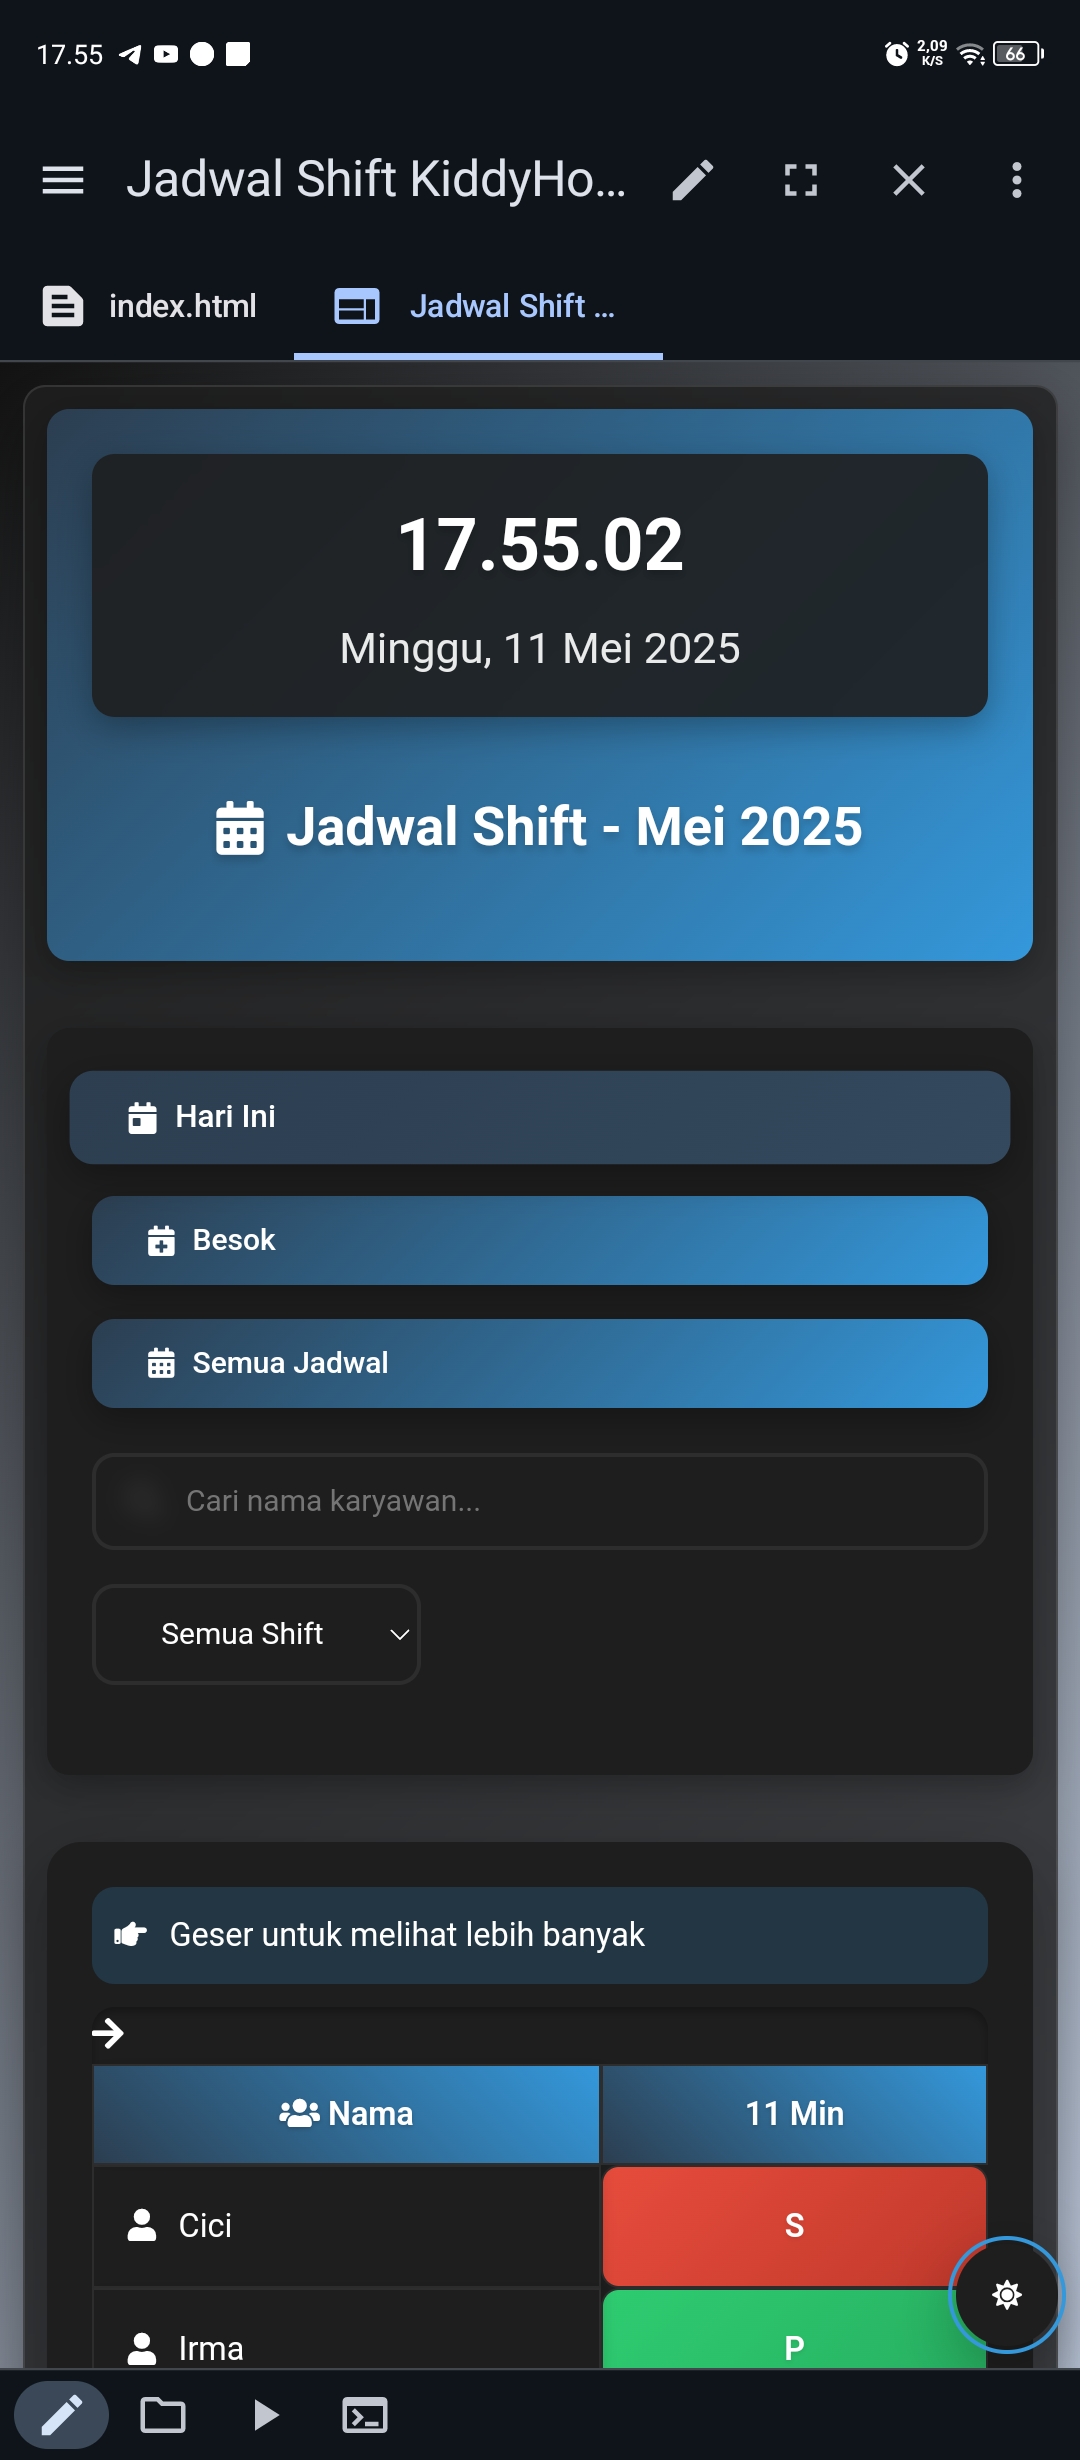 17.55
2,09
K/S
66
Jadwal Shift KiddyHo...
index.html
Jadwal Shift ...
17.55.02
Minggu, 11 Mei 2025
Jadwal Shift - Mei 2025
Hari Ini
Besok
Semua Jadwal
Cari nama karyawan...
Semua Shift
Geser untuk melihat lebih banyak
Nama
11 Min
Cici
S
Irma
P